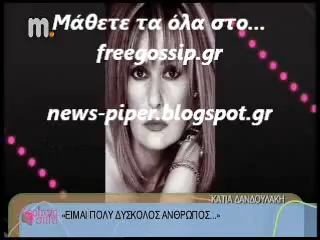 m.
Μάθετε τα όλα στο...
freegossip.gr
news-piper.blogspot.gr
ΚΑΤΙΑ ΔΑΝΔΟΥΛΑΚΗ
«ΕΙΜΑΙ ΠΟΛΥ ΔΥΣΚΟΛΟΣ ΑΝΘΡΩΠΟΣ...»